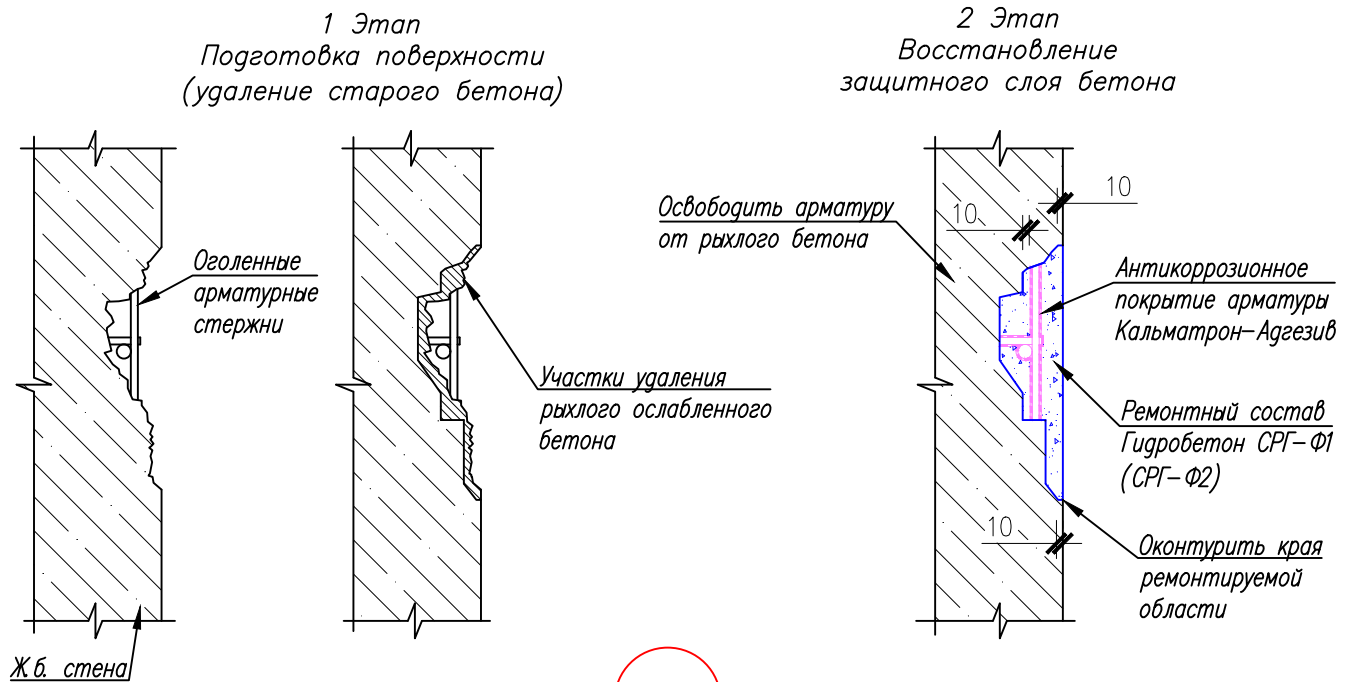 1 Этап
Подготовка поверхности
(удаление старого бетона)
2 Этап
Восстановление
защитного слоя бетона
Оголенные
арматурные
стержни
Участки удаления
рыхлого ослабленного
бетона
Ж.б. стена
Освободить арматуру
от рыхлого бетона
10
10
Антикоррозионное
покрытие арматуры
Кальматрон-Адгезив
Ремонтный состав
Гидробетон СРГ-Ф1
(СРГ-Ф2)
10
Оконтурить края
ремонтируемой
области